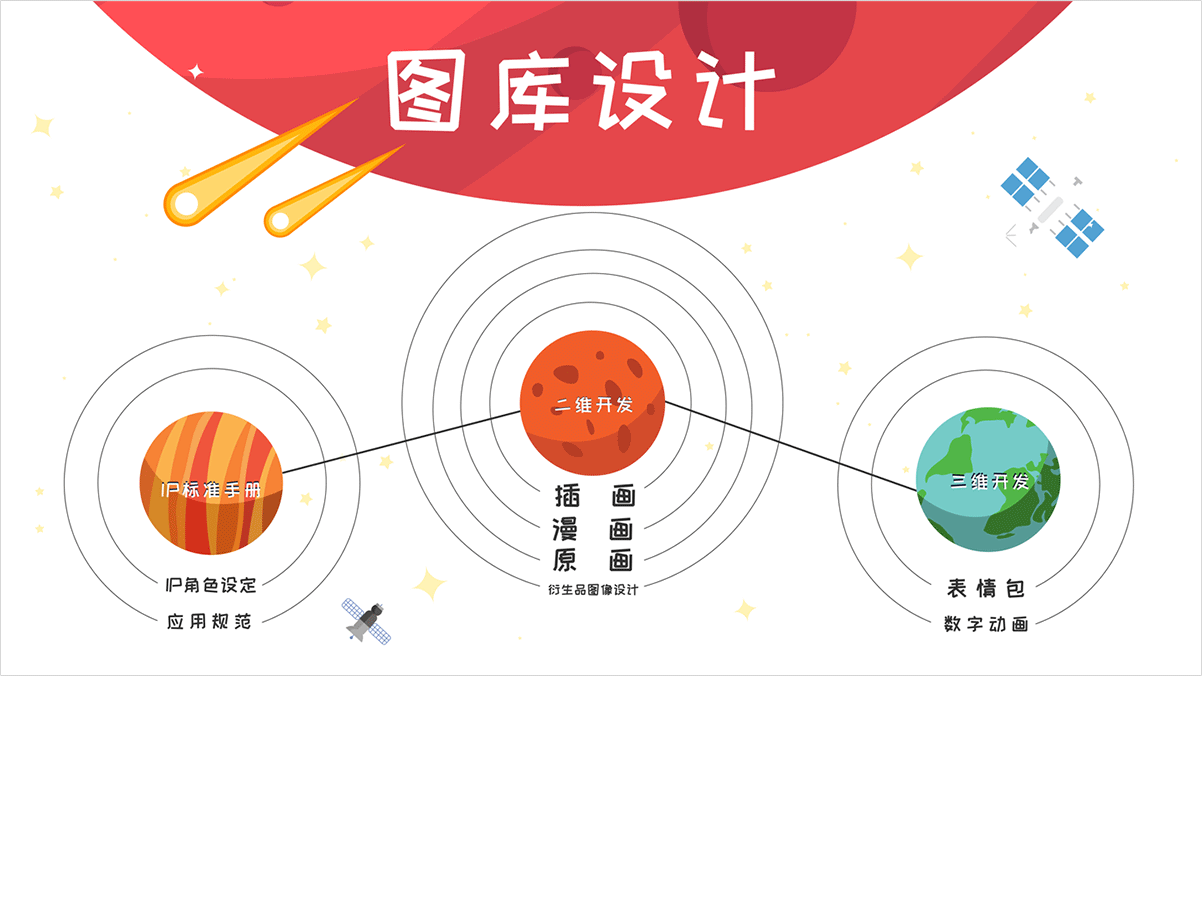 图库设计
IP标准手册
IP角色设定
应用规范
二维开发
插 画
漫 画
原 画
衍生品图像设计
三维开发
表情包
数字动画